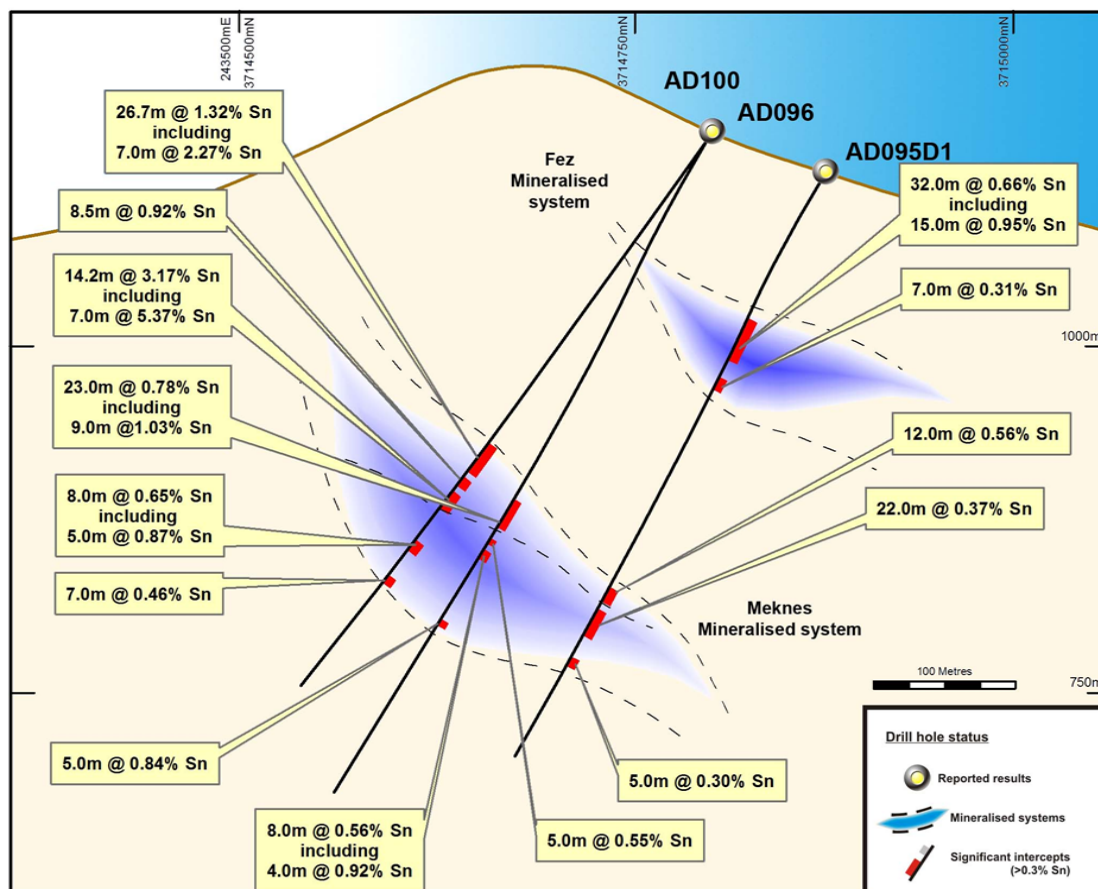 243500mE
3714500mN
3714750mN
3715000mN
AD100
AD096
AD095D1
26.7m @ 1.32% Sn
including
7.0m @ 2.27% Sn
Fez
Mineralised
system
32.0m @ 0.66% Sn
including
15.0m @ 0.95% Sn
8.5m @ 0.92% Sn
14.2m @ 3.17% Sn
including
7.0m @ 5.37% Sn
7.0m @ 0.31% Sn
1000m
23.0m @ 0.78% Sn
including
9.0m @1.03% Sn
12.0m @ 0.56% Sn
8.0m @ 0.65% Sn
including
5.0m @ 0.87% Sn
22.0m @ 0.37% Sn
7.0m @ 0.46% Sn
Meknes
Mineralised system
100 Metres
750m
5.0m @ 0.84% Sn
5.0m @ 0.30% Sn
8.0m @ 0.56% Sn
including
4.0m @ 0.92% Sn
5.0m @ 0.55% Sn
Drill hole status
Reported results
Mineralised systems
Significant intercepts
(>0.3% Sn)